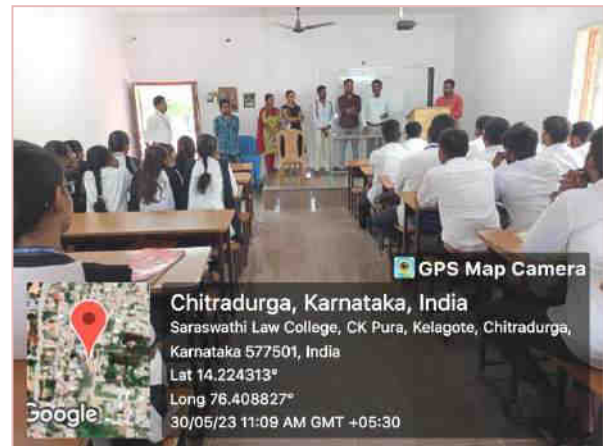 GPS Map Camera
Chitradurga, Karnataka, India
Saraswathi Law College, CK Pura, Kelagote, Chitradurga,
Karnataka 577501, India
Lat 14.224313°
Long 76.408827°
30/05/23 11:09 AM GMT +05:30
Google